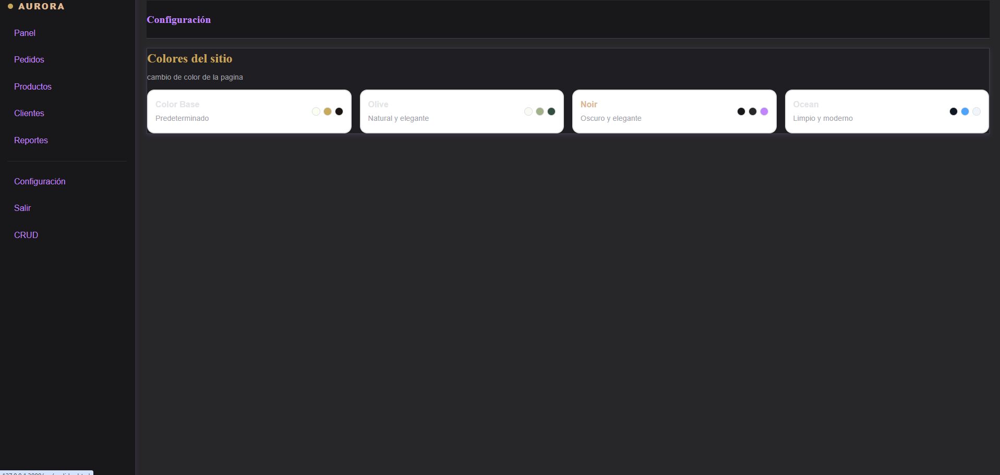 AURORA
Panel
Pedidos
Productos
Clientes
Reportes
Configuración
Salir
CRUD
Configuración
Colores del sitio
cambio de color de la pagina
Color Base
Predeterminado
Olive
Natural y elegante
Noir
Oscuro y elegante
Ocean
Limpio y moderno